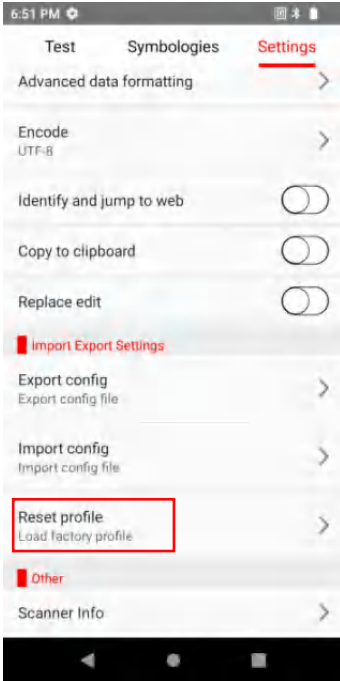 6:51 PM
Test Symbologies Settings
Advanced data formatting
Encode
UTF-8
Identify and jump to web
Copy to clipboard
Replace edit
Import Export Settings
Export config
Export config file
Import config
Import config file
Reset profile
Load factory profile
Other
Scanner Info